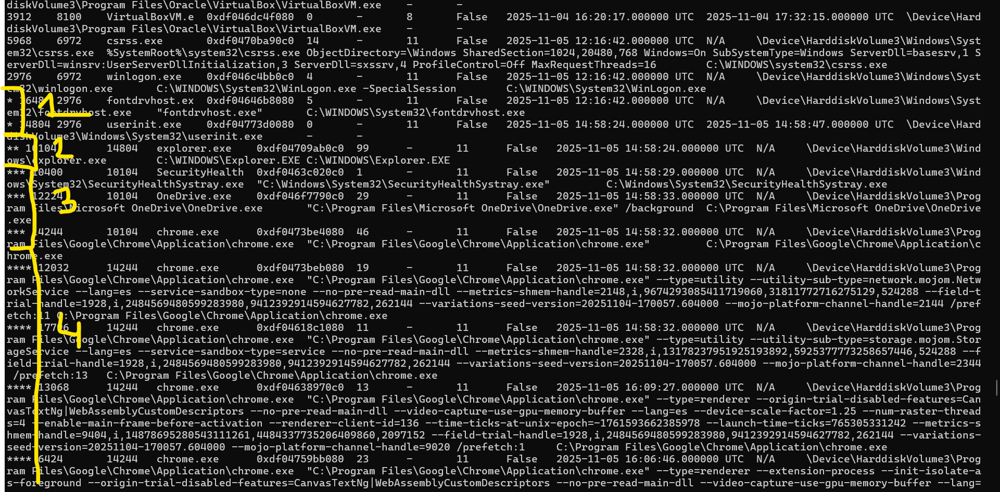 diskVolume3\Program Files\Oracle\VirtualBox\VirtualBoxVM.exe    -       -
3912    8100    VirtualBoxVM.e  0xdf046dc4f080  0       -       8       False   2025-11-04 16:20:17.000000 UTC  2025-11-04 17:32:15.000000 UTC  \Device\Hard
diskVolume3\Program Files\Oracle\VirtualBox\VirtualBoxVM.exe    -       -
5968    6972    csrss.exe       0xdf0470ba90c0  14      -       11      False   2025-11-05 12:16:42.000000 UTC  N/A     \Device\HarddiskVolume3\Windows\Syst
em32\csrss.exe  %SystemRoot%\system32\csrss.exe ObjectDirectory=\Windows SharedSection=1024,20480,768 Windows=On SubSystemType=Windows ServerDll=basesrv,1 S
erverDll=winsrv:UserServerDllInitialization,3 ServerDll=sxssrv,4 ProfileControl=Off MaxRequestThreads=16        C:\WINDOWS\system32\csrss.exe
2976    6972    winlogon.exe    0xdf046c4bb0c0  4       -       11      False   2025-11-05 12:16:42.000000 UTC  N/A     \Device\HarddiskVolume3\Windows\Syst
em32\winlogon.exe       C:\WINDOWS\System32\WinLogon.exe -SpecialSession        C:\WINDOWS\System32\WinLogon.exe
* 1648  2976    fontdrvhost.ex  0xdf04646b8080  5       -       11      False   2025-11-05 12:16:42.000000 UTC  N/A     \Device\HarddiskVolume3\Windows\Syst
1
em32\fontdrvhost.exe    "fontdrvhost.exe"       C:\WINDOWS\System32\fontdrvhost.exe
* 14804 2976    userinit.exe    0xdf04773d0080  0       -       11      False   2025-11-05 14:58:24.000000 UTC  2025-11-05 14:58:47.000000 UTC  \Device\Hard
diskVolume3\Windows\System32\userinit.exe       -       -
** 10104        14804   explorer.exe    0xdf04709ab0c0  99      -       11      False   2025-11-05 14:58:24.000000 UTC  N/A     \Device\HarddiskVolume3\Wind
2
ows\explorer.exe        C:\WINDOWS\Explorer.EXE C:\WINDOWS\Explorer.EXE
*** 10400       10104   SecurityHealth  0xdf0463c020c0  1       -       11      False   2025-11-05 14:58:29.000000 UTC  N/A     \Device\HarddiskVolume3\Wind
ows\System32\SecurityHealthSystray.exe  "C:\Windows\System32\SecurityHealthSystray.exe"         C:\Windows\System32\SecurityHealthSystray.exe
*** 12224       10104   OneDrive.exe    0xdf046f7790c0  29      -       11      False   2025-11-05 14:58:33.000000 UTC  N/A     \Device\HarddiskVolume3\Prog
3
ram Files\Microsoft OneDrive\OneDrive.exe       "C:\Program Files\Microsoft OneDrive\OneDrive.exe" /background  C:\Program Files\Microsoft OneDrive\OneDrive
.exe
*** 14244       10104   chrome.exe      0xdf0473be4080  46      -       11      False   2025-11-05 14:58:32.000000 UTC  N/A     \Device\HarddiskVolume3\Prog
ram Files\Google\Chrome\Application\chrome.exe  "C:\Program Files\Google\Chrome\Application\chrome.exe"         C:\Program Files\Google\Chrome\Application\c
hrome.exe
**** 12032      14244   chrome.exe      0xdf0473beb080  19      -       11      False   2025-11-05 14:58:32.000000 UTC  N/A     \Device\HarddiskVolume3\Prog
ram Files\Google\Chrome\Application\chrome.exe  "C:\Program Files\Google\Chrome\Application\chrome.exe" --type=utility --utility-sub-type=network.mojom.Netw
orkService --lang=es --service-sandbox-type=none --no-pre-read-main-dll --metrics-shmem-handle=2148,i,9674293085411719060,31811772716275129,524288 --field-t
rial-handle=1928,i,2484569480599283980,9412392914594627782,262144 --variations-seed-version=20251104-170057.604000 --mojo-platform-channel-handle=2144 /pref
etch:11 C:\Program Files\Google\Chrome\Application\chrome.exe
****      14244   chrome.exe      0xdf04618c1080  11      -       11      False   2025-11-05 14:58:32.000000 UTC  N/A     \Device\HarddiskVolume3\Prog
4
ram Files\Google\Chrome\Application\chrome.exe  "C:\Program Files\Google\Chrome\Application\chrome.exe" --type=utility --utility-sub-type=storage.mojom.Stor
ageService --lang=es --service-sandbox-type=service --no-pre-read-main-dll --metrics-shmem-handle=2328,i,13178237951925193892,5925377773258657446,524288 --f
ield-trial-handle=1928,i,2484569480599283980,9412392914594627782,262144 --variations-seed-version=20251104-170057.604000 --mojo-platform-channel-handle=2344
 /prefetch:13   C:\Program Files\Google\Chrome\Application\chrome.exe
**** 13068      14244   chrome.exe      0xdf04638970c0  13      -       11      False   2025-11-05 16:09:27.000000 UTC  N/A     \Device\HarddiskVolume3\Prog
ram Files\Google\Chrome\Application\chrome.exe  "C:\Program Files\Google\Chrome\Application\chrome.exe" --type=renderer --origin-trial-disabled-features=Can
vasTextNg|WebAssemblyCustomDescriptors --no-pre-read-main-dll --video-capture-use-gpu-memory-buffer --lang=es --device-scale-factor=1.25 --num-raster-thread
s=4 --enable-main-frame-before-activation --renderer-client-id=136 --time-ticks-at-unix-epoch=-1761593662385978 --launch-time-ticks=765305331242 --metrics-s
hmem-handle=9404,i,14878695280543111261,4484337735206409860,2097152 --field-trial-handle=1928,i,2484569480599283980,9412392914594627782,262144 --variations-
seed-version=20251104-170057.604000 --mojo-platform-channel-handle=9020 /prefetch:1     C:\Program Files\Google\Chrome\Application\chrome.exe
**** 6424       14244   chrome.exe      0xdf04759bb080  23      -       11      False   2025-11-05 16:06:46.000000 UTC  N/A     \Device\HarddiskVolume3\Prog
ram Files\Google\Chrome\Application\chrome.exe  "C:\Program Files\Google\Chrome\Application\chrome.exe" --type=renderer --extension-process --init-isolate-a
s-foreground --origin-trial-disabled-features=CanvasTextNg|WebAssemblyCustomDescriptors --no-pre-read-main-dll --video-capture-use-gpu-memory-buffer --lang=